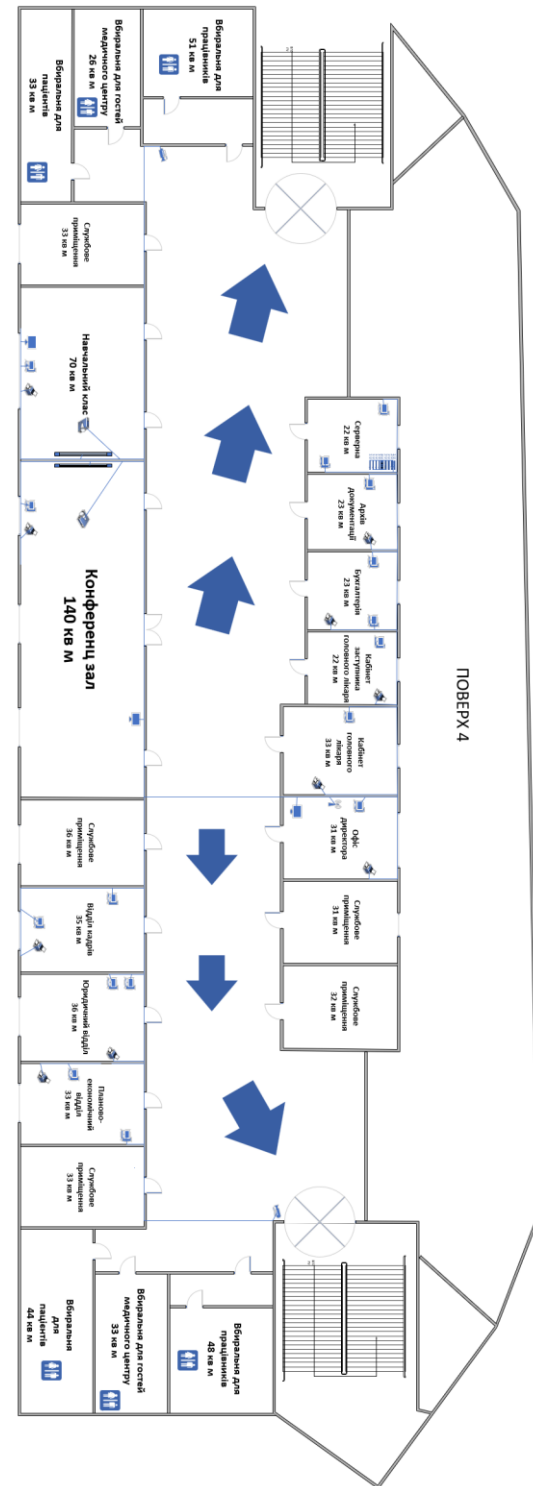 ПОВЕРХ 4
Вбиральня для
пацієнтів
33 кв м
Вбиральня для гостей
медичного центру
26 кв м
Вбиральня для
працівників
51 кв м
Службове
приміщення
33 кв м
Навчальний клас
70 кв м
Конференц зал
140 кв м
Службове
приміщення
36 кв м
Відділ кадрів
35 кв м
Юридичний відділ
36 кв м
Планово-
економічний
відділ
33 кв м
Службове
приміщення
33 кв м
Вбиральня
для
пацієнтів
44 кв м
Вбиральня для гостей
медичного центру
33 кв м
Вбиральня для
працівників
48 кв м
Серверна
22 кв м
Архів
документації
23 кв м
Бухгалтерія
23 кв м
Кабінет
заступника
головного лікаря
22 кв м
Кабінет
головного
лікаря
33 кв м
Офіс
директора
31 кв м
Службове
приміщення
31 кв м
Службове
приміщення
32 кв м